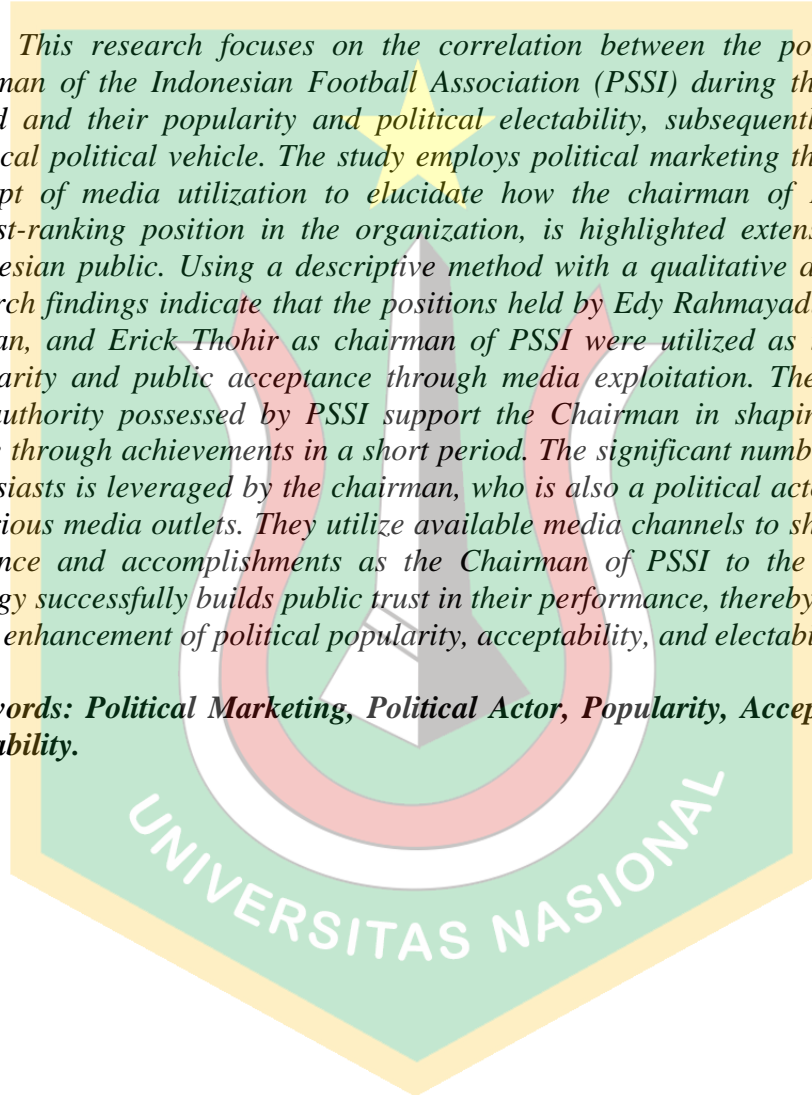 This research focuses on the correlation between the po
man of the Indonesian Football Association (PSSI) during th
d and their popularity and political electability, subsequentl
cal political vehicle. The study employs political marketing th
pt of media utilization to elucidate how the chairman of
st-ranking position in the organization, is highlighted extens
esian public. Using a descriptive method with a qualitative a
rch findings indicate that the positions held by Edy Rahmayad
an, and Erick Thohir as chairman of PSSI were utilized as
arity and public acceptance through media exploitation. The
authority possessed by PSSI support the Chairman in shapin
through achievements in a short period. The significant numb
siasts is leveraged by the chairman, who is also a political acto
rious media outlets. They utilize available media channels to sh
nce and accomplishments as the Chairman of PSSI to the
gy successfully builds public trust in their performance, thereby
enhancement of political popularity, acceptability, and electabi
words: Political Marketing, Political Actor, Popularity, Accep
ability.
UNIVERSITAS NASIONAL